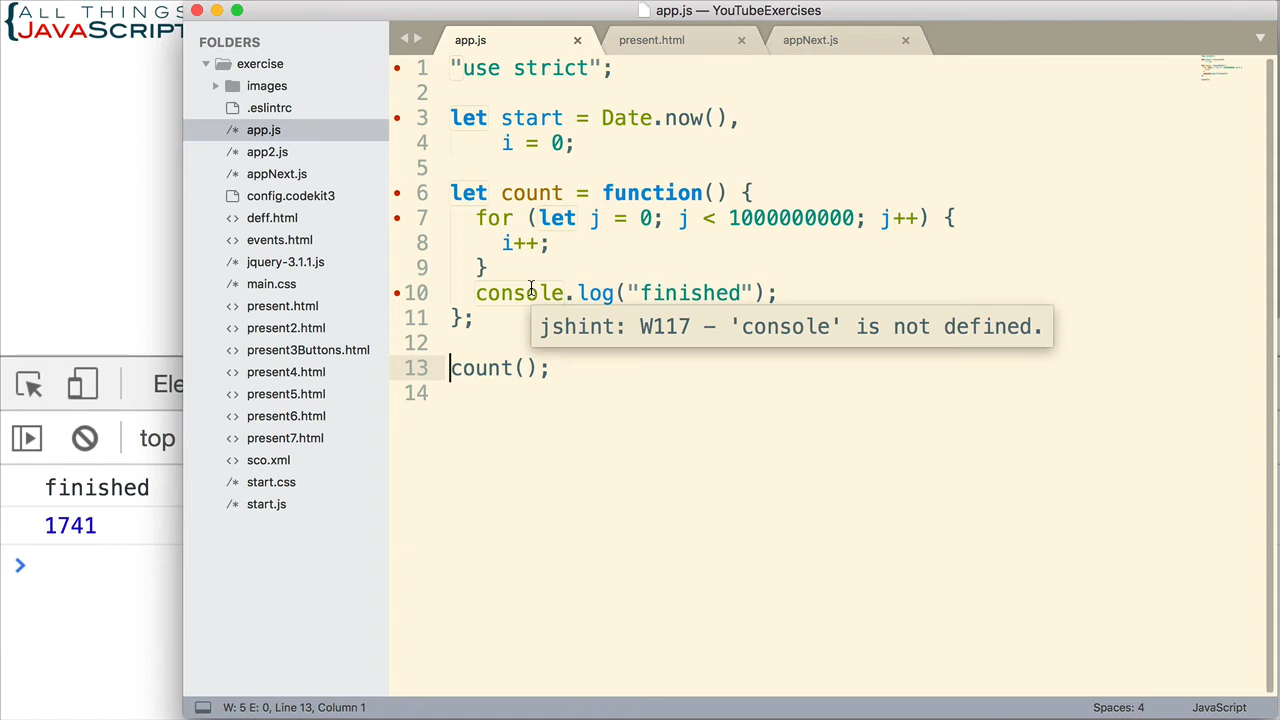 {ALL THINGS
JAVASCRIPT
app.js — YouTubeExercises
FOLDERS
exercise
images
.eslintrc
/* app.js
/* app2.js
/* appNext.js
config.codekit3
<> deff.html
<> events.html
/* jquery-3.1.1.js
/* main.css
<> present.html
<> present2.html
<> present3Buttons.html
<> present4.html
<> present5.html
<> present6.html
<> present7.html
<> sco.xml
/* start.css
/* start.js
app.js × present.html × appNext.js ×
1 "use strict";
2
3 let start = Date.now(),
4 i = 0;
5
6 let count = function() {
7 for (let j = 0; j < 1000000000; j++) {
8 i++;
9 }
10 console.log("finished");
11 };
jshint: W117 – 'console' is not defined.
12
13 count();
14
Ele
top
finished
1741
>
W: 5 E: 0, Line 13, Column 1 Spaces: 4 JavaScript